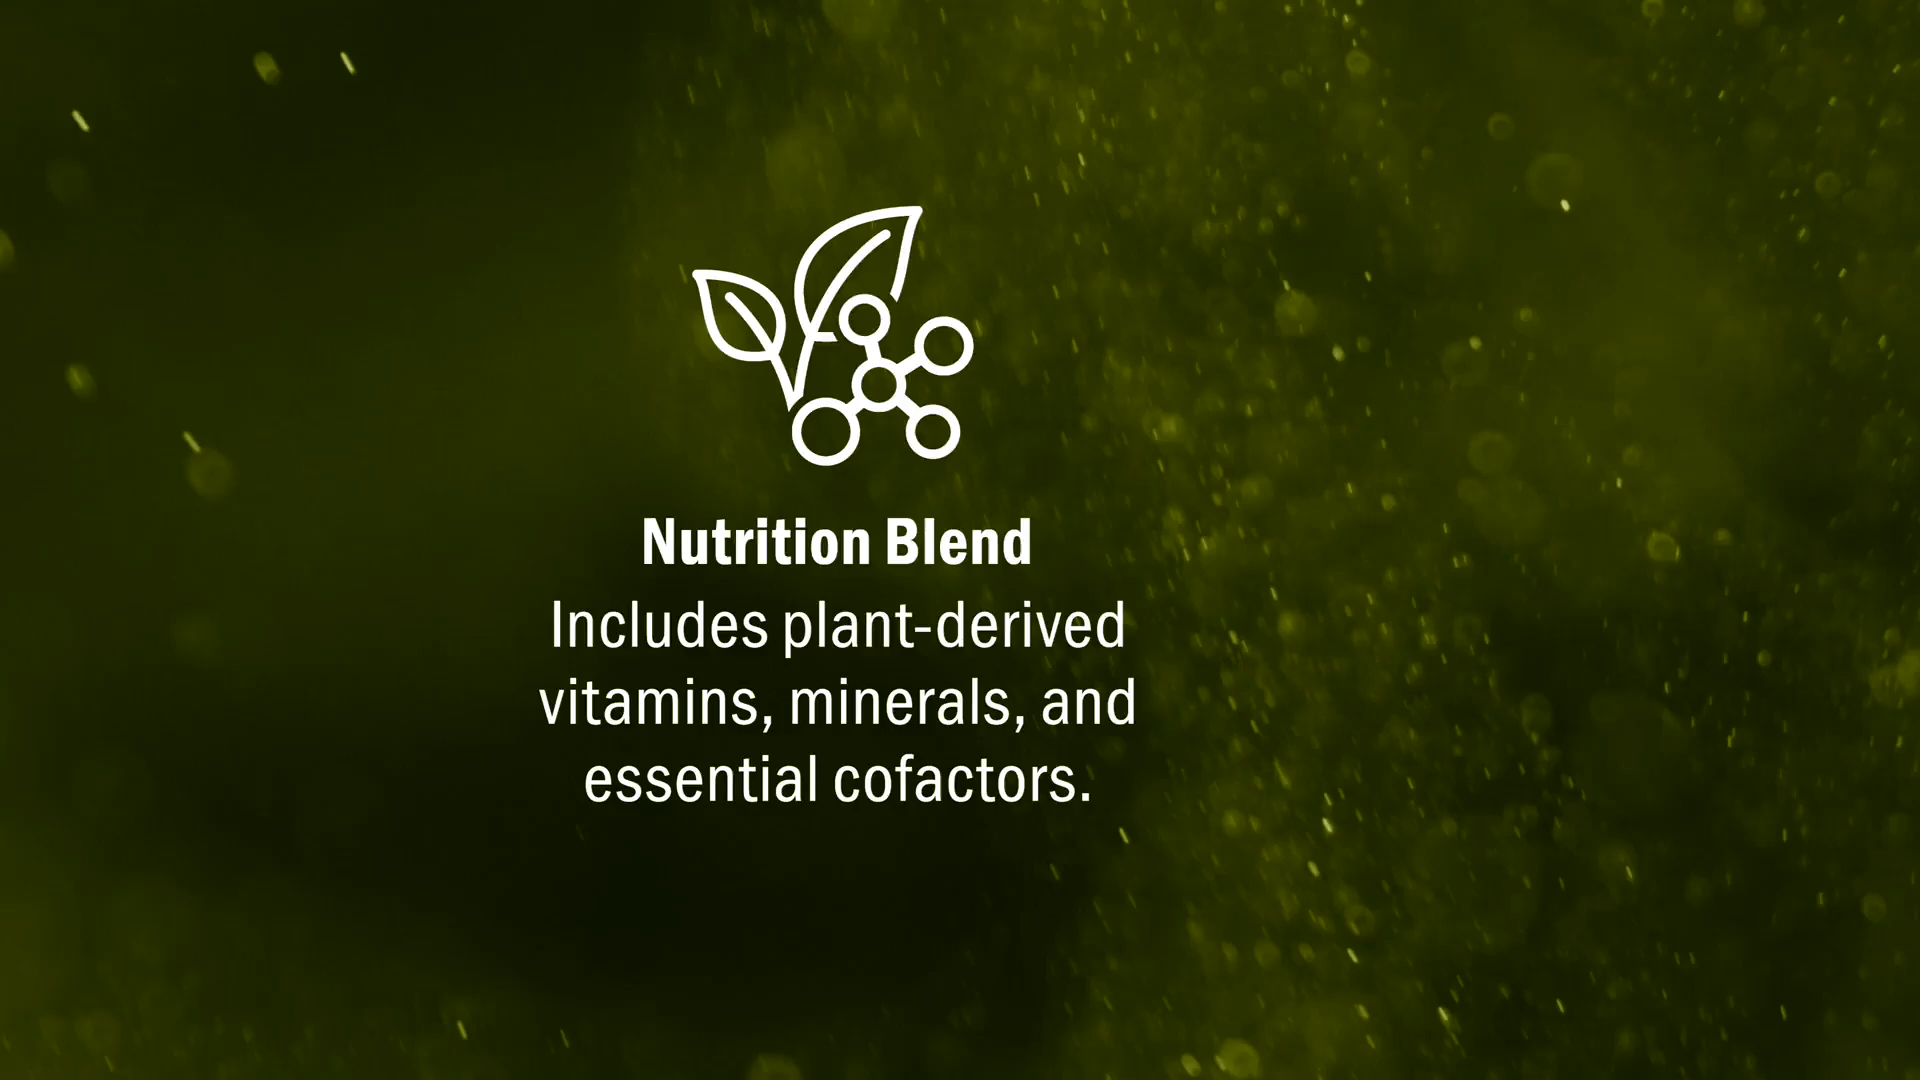 Nutrition Blend
Includes plant-derived
vitamins, minerals, and
essential cofactors.